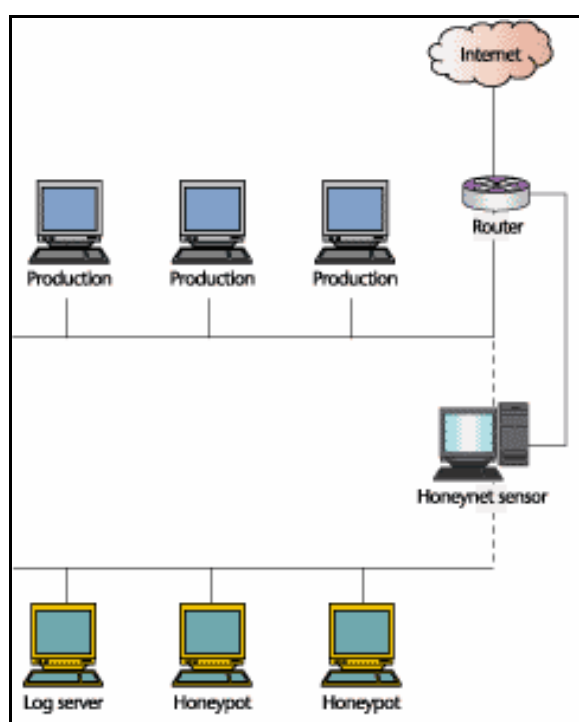 Internet
Router
Production
Production
Production
Honeynet sensor
Log server
Honeypot
Honeypot